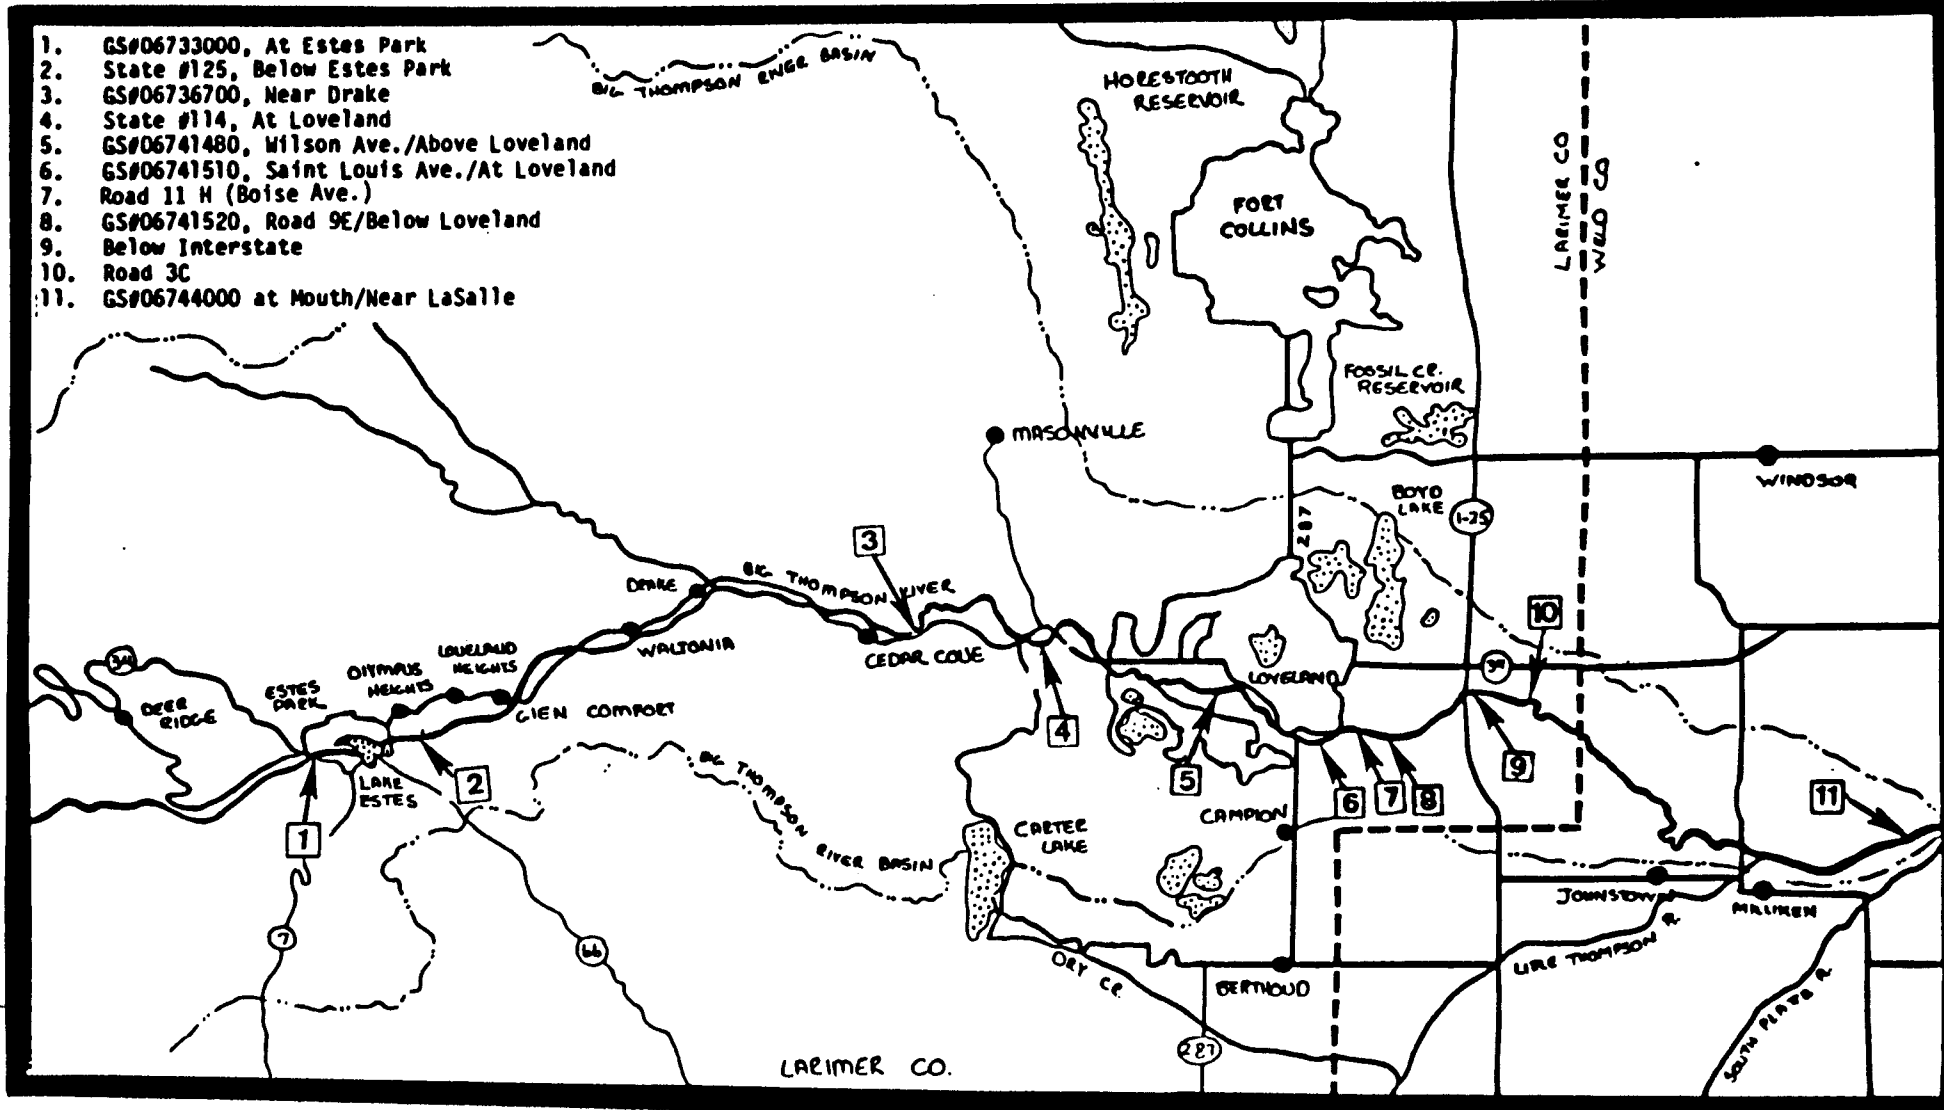 1. GS#06733000, At Estes Park
2. State #125, Below Estes Park
3. GS#06736700, Near Drake
4. State #114, At Loveland
5. GS#06741480, Wilson Ave./Above Loveland
6. GS#06741510, Saint Louis Ave./At Loveland
7. Road 11 H (Boise Ave.)
8. GS#06741520, Road 9E/Below Loveland
9. Below Interstate
10. Road 3C
11. GS#06744000 at Mouth/Near LaSalle
BIG THOMPSON RIVER BASIN
HORESTOOTH
RESERVOIR
LARIMER CO
WELD CO
FORT
COLLINS
FOSSIL CR.
RESERVOIR
MASONVILLE
WINDSOR
BOYD
LAKE
I-25
287
3
DRAKE
BIG THOMPSON RIVER
10
WALTONIA
CEDAR COVE
LOVELAND
HEIGHTS
OLYMPUS
HEIGHTS
34
DEER
RIDGE
ESTES
PARK
GLEN COMFORT
LOVELAND
34
4
5
9
2
LAKE
ESTES
1
6
7
8
11
BIG THOMPSON RIVER BASIN
CAMPION
CARTER
LAKE
JOHNSTOWN
MILLIKEN
7
66
DRY CR.
BERTHOUD
LITLE THOMPSON R.
SOUTH PLATTE R.
287
LARIMER CO.